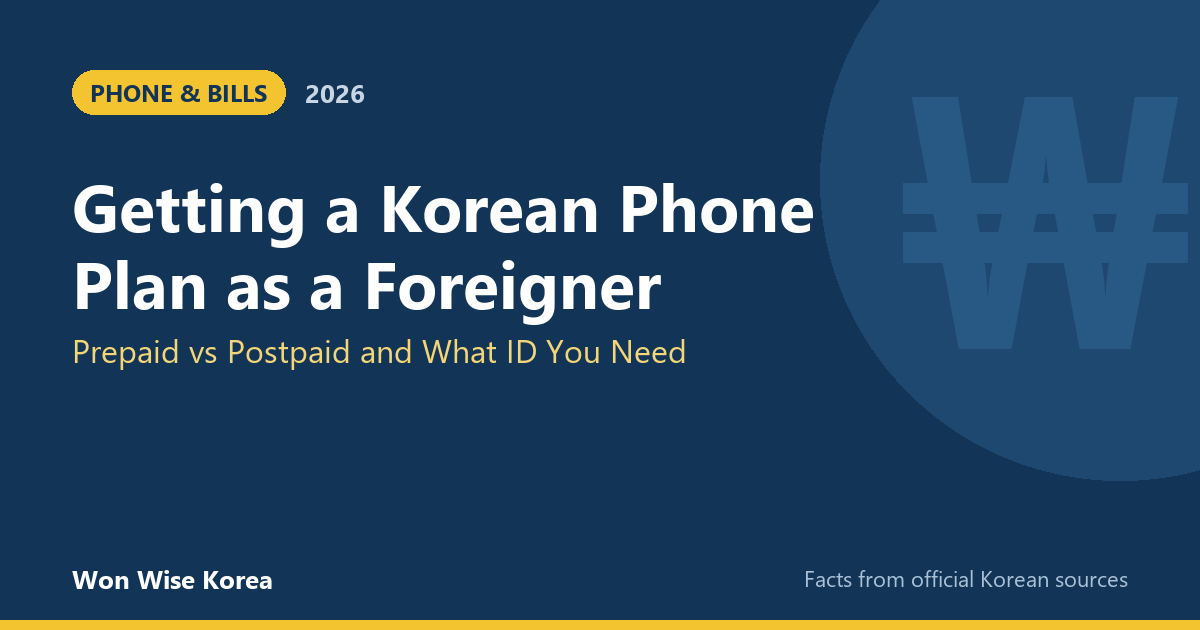 PHONE & BILLS 2026
Getting a Korean Phone
Plan as a Foreigner
Prepaid vs Postpaid and What ID You Need
₩
Won Wise Korea
Facts from official Korean sources